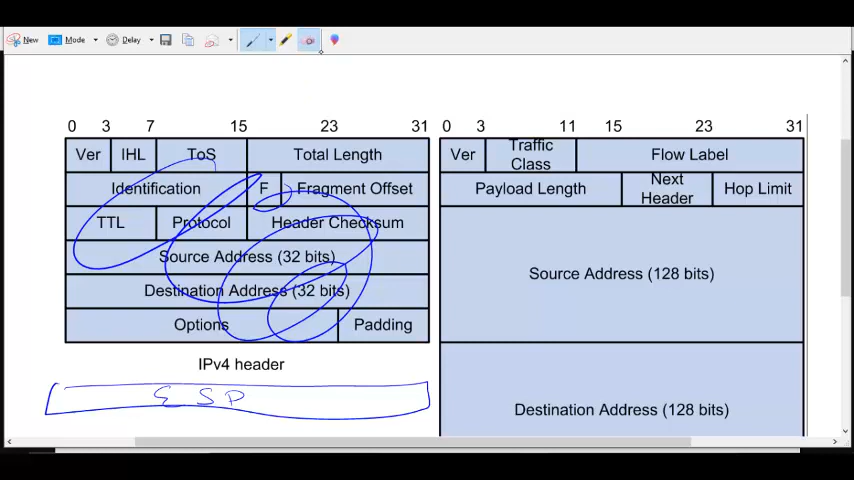 New Mode Delay
0 3 7 15 23 31
Ver IHL ToS Total Length
Identification F Fragment Offset
TTL Protocol Header Checksum
Source Address (32 bits)
Destination Address (32 bits)
Options Padding
IPv4 header
ESP
0 3 11 15 23 31
Ver Traffic Class Flow Label
Payload Length Next Header Hop Limit
Source Address (128 bits)
Destination Address (128 bits)